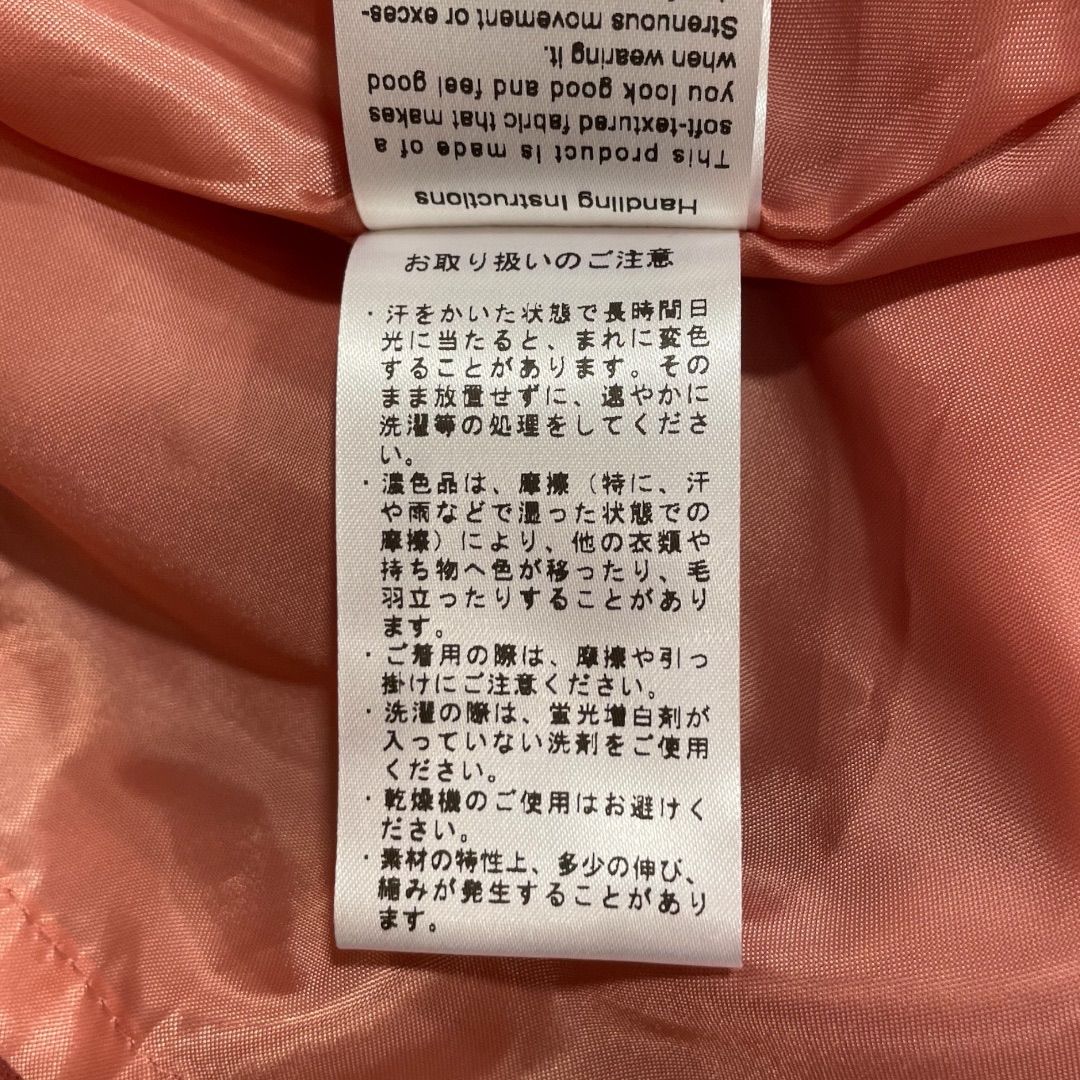 Handling Instructions
This product is made of a
soft-textured fabric that makes
you look good and feel good
when wearing it.
Strenuous movement or exces-
お取り扱いのご注意
・汗をかいた状態で長時間日
光に当たると、まれに変色
することがあります。その
まま放置せずに、速やかに
洗濯等の処理をしてくださ
い。
・濃色品は、摩擦（特に、汗
や雨などで湿った状態での
摩擦）により、他の衣類や
持ち物へ色が移ったり、毛
羽立ったりすることがあり
ます。
・ご着用の際は、摩擦や引っ
掛けにご注意ください。
・洗濯の際は、蛍光増白剤が
入っていない洗剤をご使用
ください。
・乾燥機のご使用はお避けく
ださい。
・素材の特性上、多少の伸び、
縮みが発生することがあり
ます。